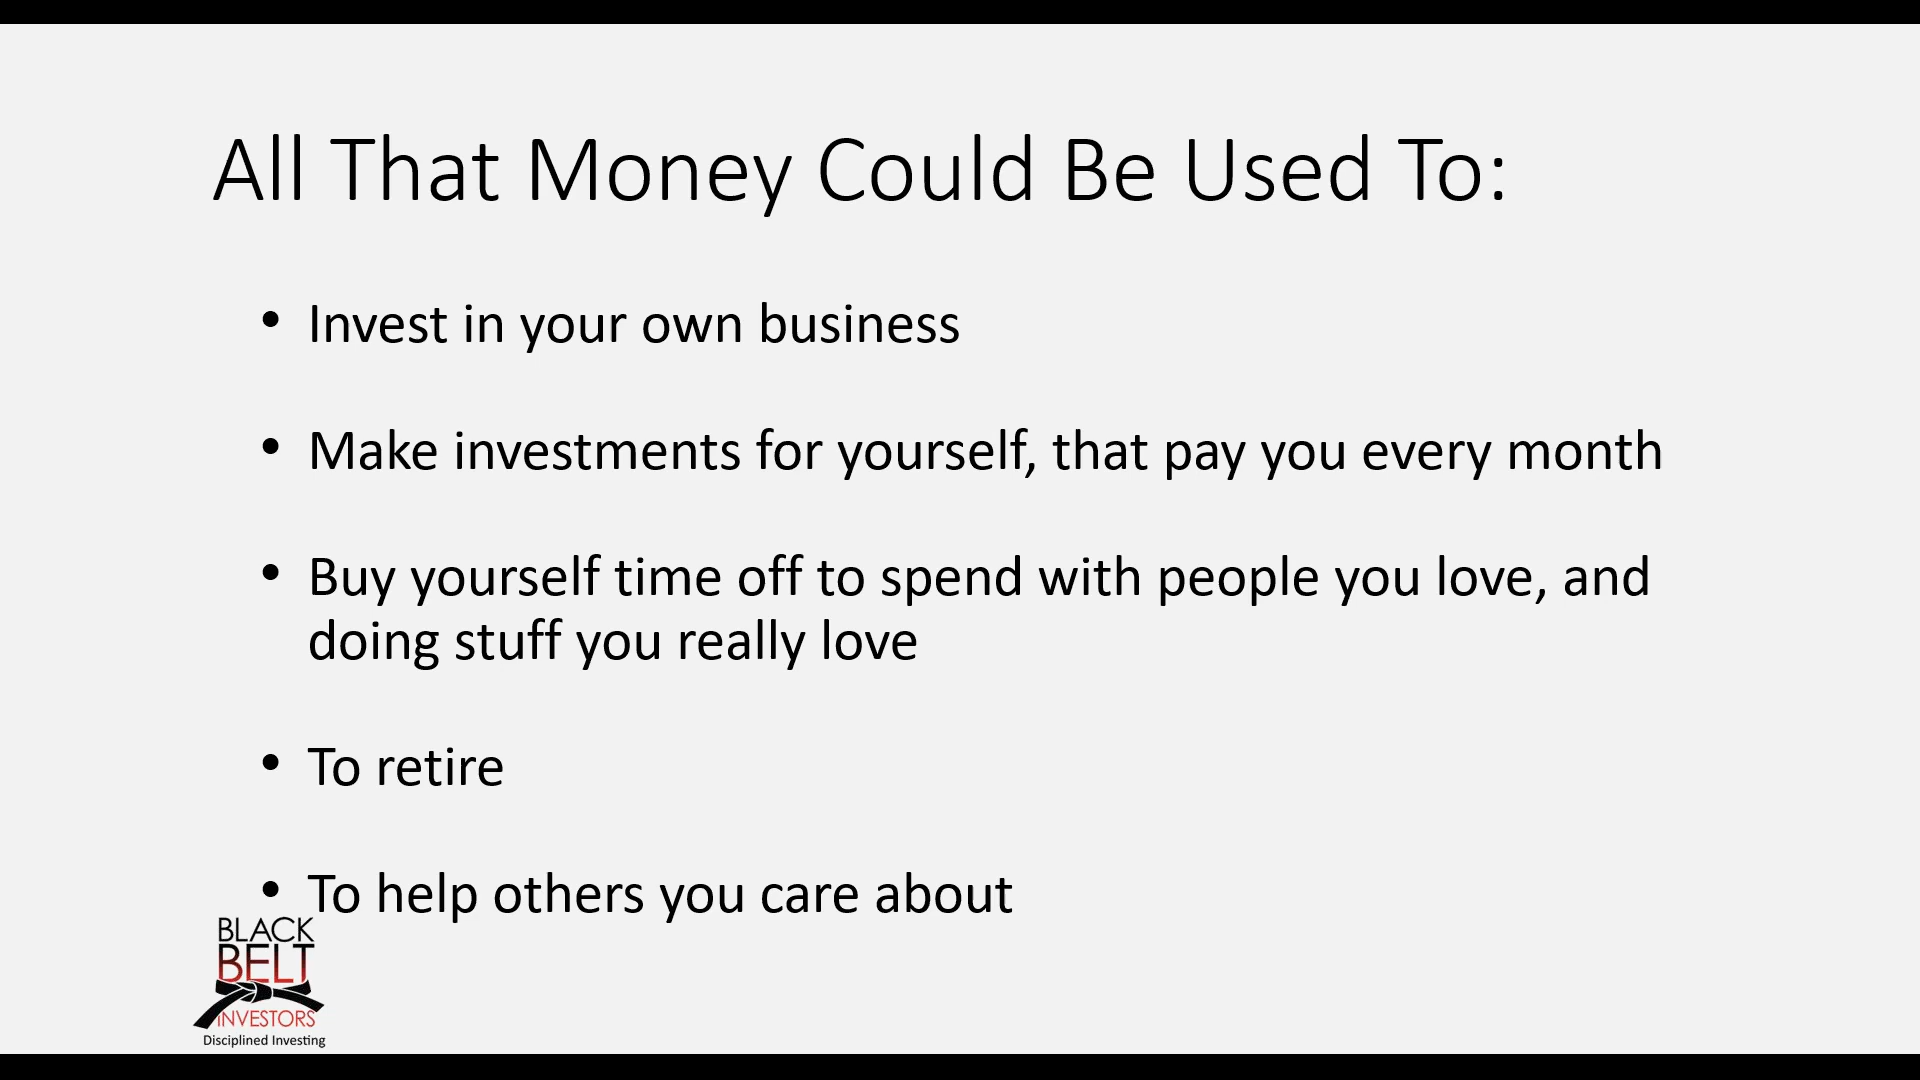 All That Money Could Be Used To:
• Invest in your own business
• Make investments for yourself, that pay you every month
• Buy yourself time off to spend with people you love, and
doing stuff you really love
• To retire
• To help others you care about
BLACK
BELT
INVESTORS
Disciplined Investing